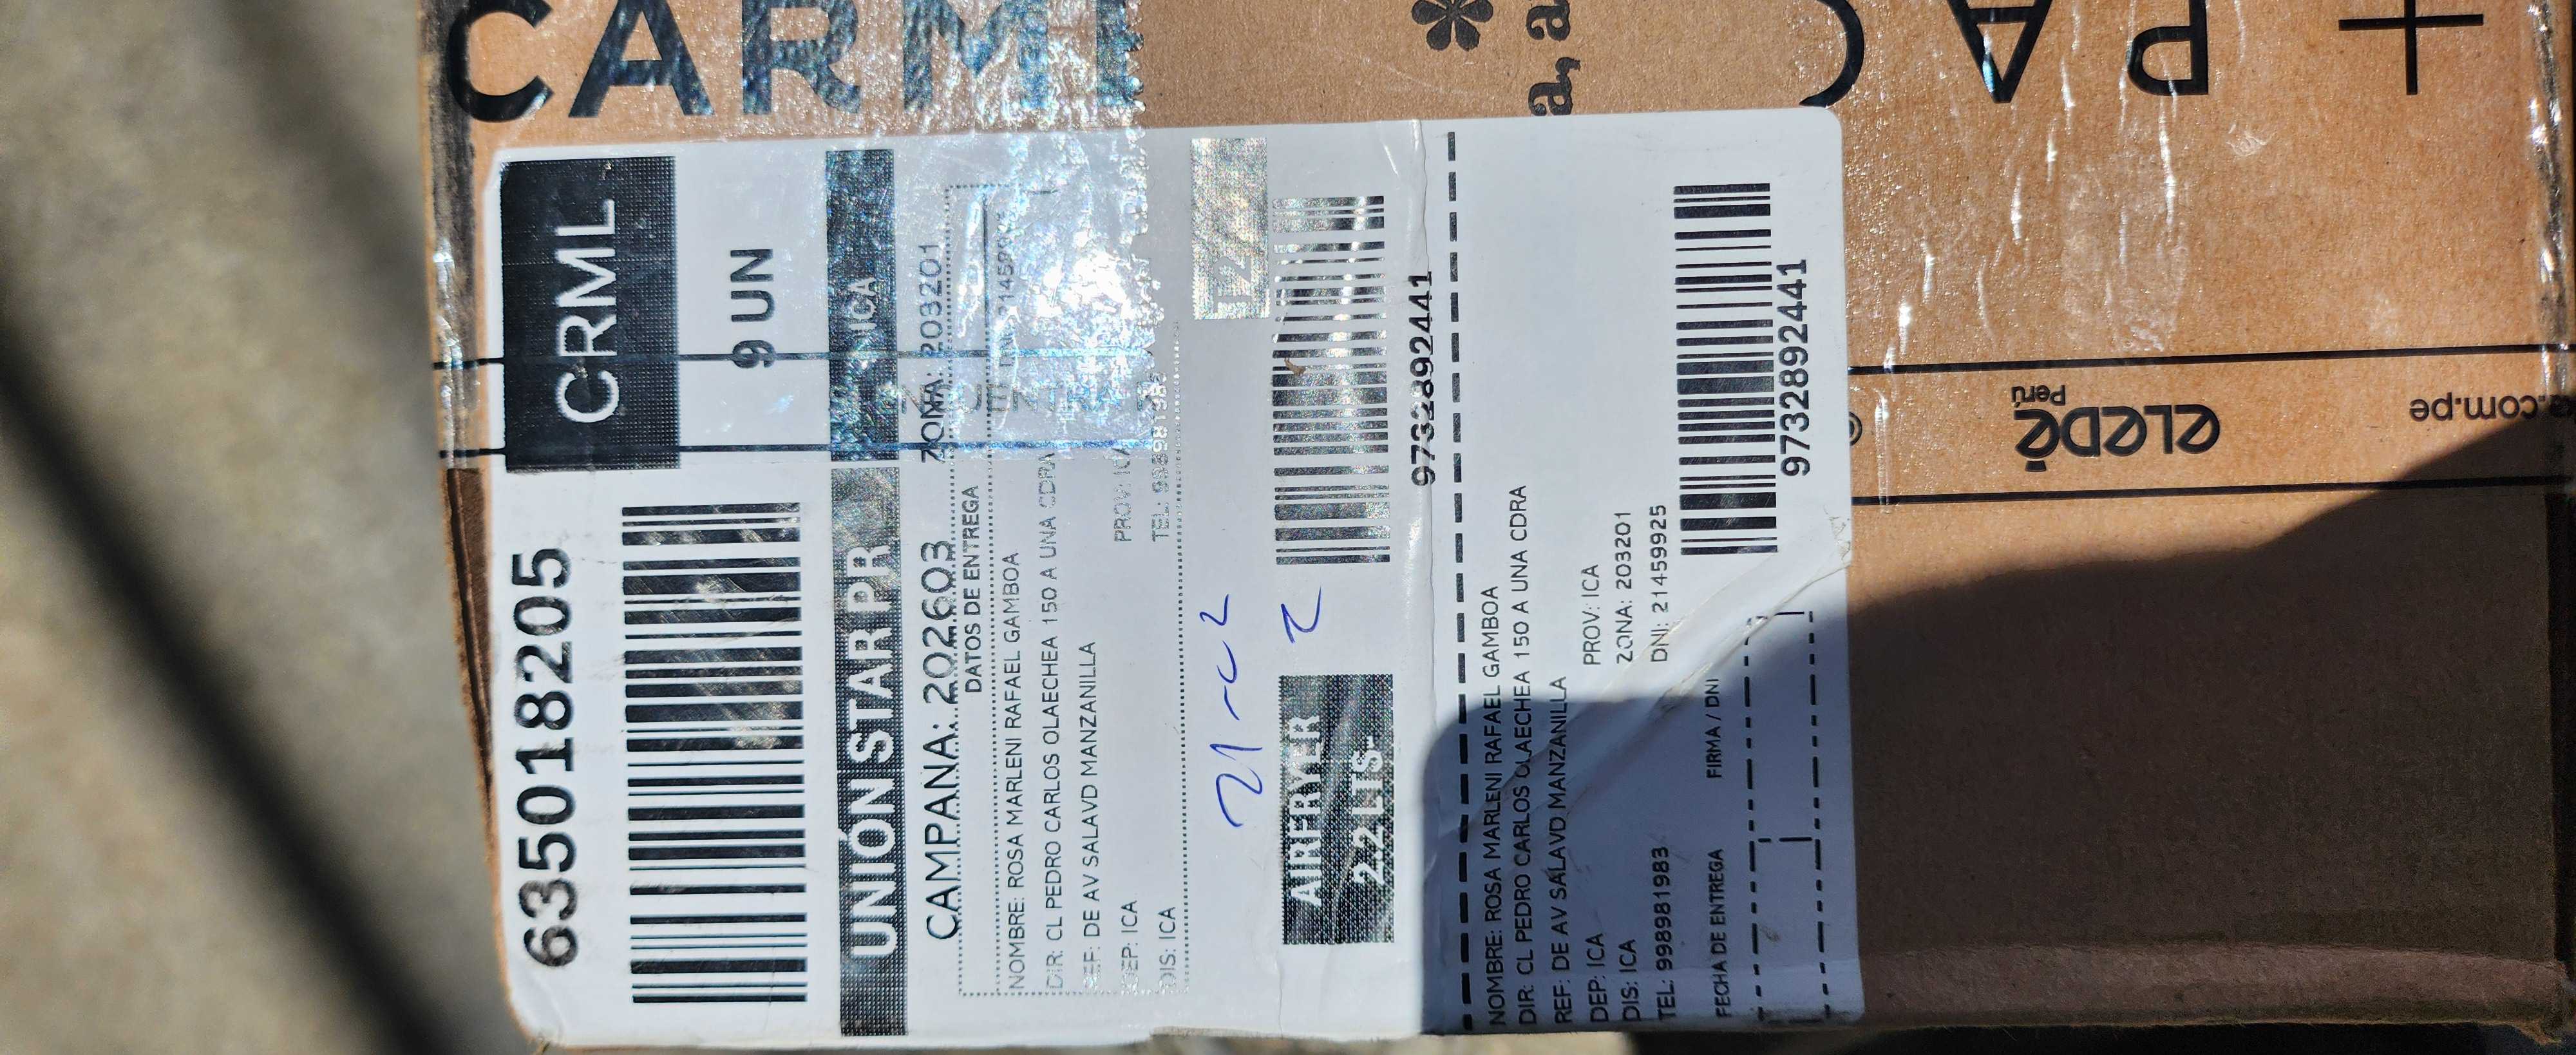 CARM
*
a, a
CRML
9 UN
635018205
UNIÓN STAR PR
ICA
CAMPAÑA: 202603
ZONA: 203201
DATOS DE ENTREGA
NOMBRE: ROSA MARLENI RAFAEL GAMBOA
DIR: CL PEDRO CARLOS OLAECHEA 150 A UNA CDRA
REF: DE AV SALAVD MANZANILLA
DEP: ICA
PROV: ICA
DIS: ICA
TEL: 998981983
AIRFRYER
2.2 LTS
9732892441
NOMBRE: ROSA MARLENI RAFAEL GAMBOA
DIR: CL PEDRO CARLOS OLAECHEA 150 A UNA CDRA
REF: DE AV SALAVD MANZANILLA
DEP: ICA
PROV: ICA
DIS: ICA
ZONA: 203201
TEL: 998981983
DNI: 21459925
FECHA DE ENTREGA
FIRMA / DNI
9732892441
eledé
Perú
.com.pe